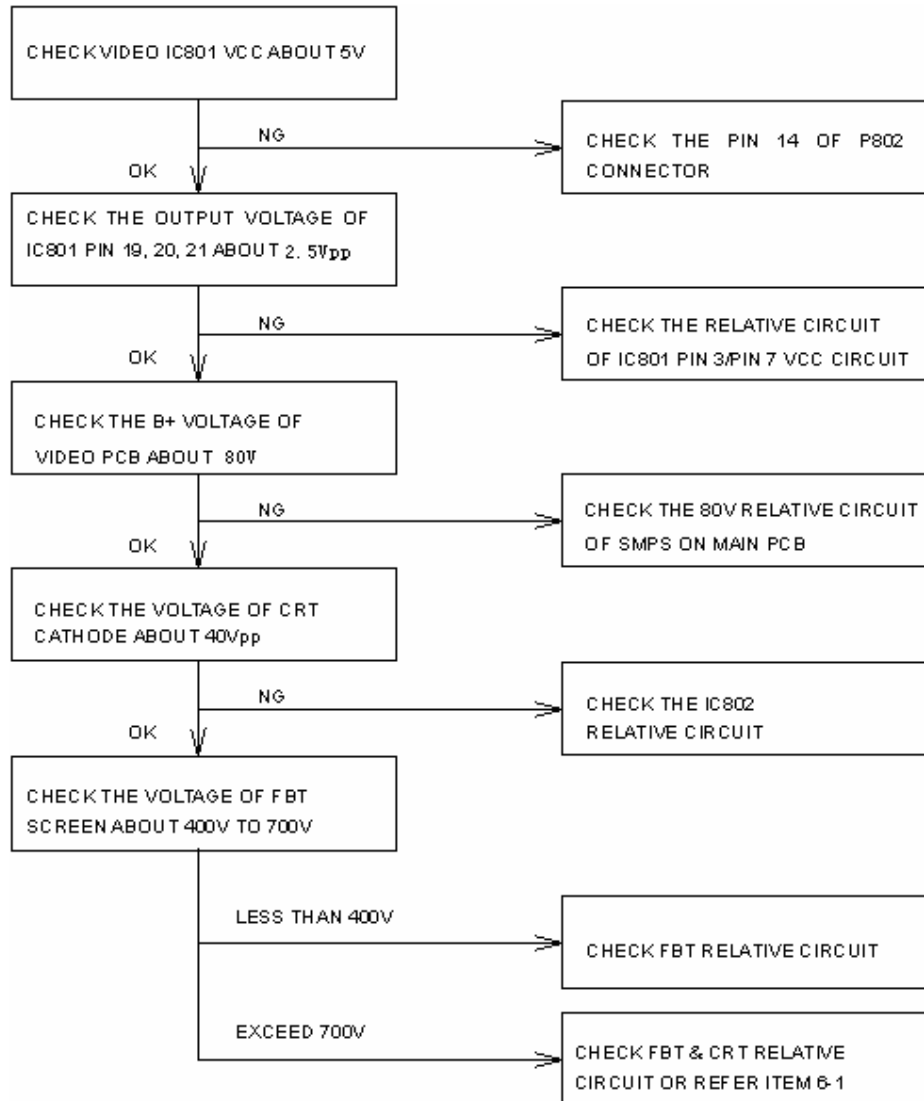 CHECK VIDEO IC801 VCC ABOUT 5V
NG
CHECK THE PIN 14 OF P802
CONNECTOR
OK
CHECK THE OUTPUT VOLTAGE OF
IC801 PIN 19, 20, 21 ABOUT 2.5Vpp
NG
CHECK THE RELATIVE CIRCUIT
OF IC801 PIN 3/PIN 7 VCC CIRCUIT
OK
CHECK THE B+ VOLTAGE OF
VIDEO PCB ABOUT 80V
NG
CHECK THE 80V RELATIVE CIRCUIT
OF SMPS ON MAIN PCB
OK
CHECK THE VOLTAGE OF CRT
CATHODE ABOUT 40Vpp
NG
CHECK THE IC802
RELATIVE CIRCUIT
OK
CHECK THE VOLTAGE OF FBT
SCREEN ABOUT 400V TO 700V
LESS THAN 400V
CHECK FBT RELATIVE CIRCUIT
EXCEED 700V
CHECK FBT & CRT RELATIVE
CIRCUIT OR REFER ITEM 6-1